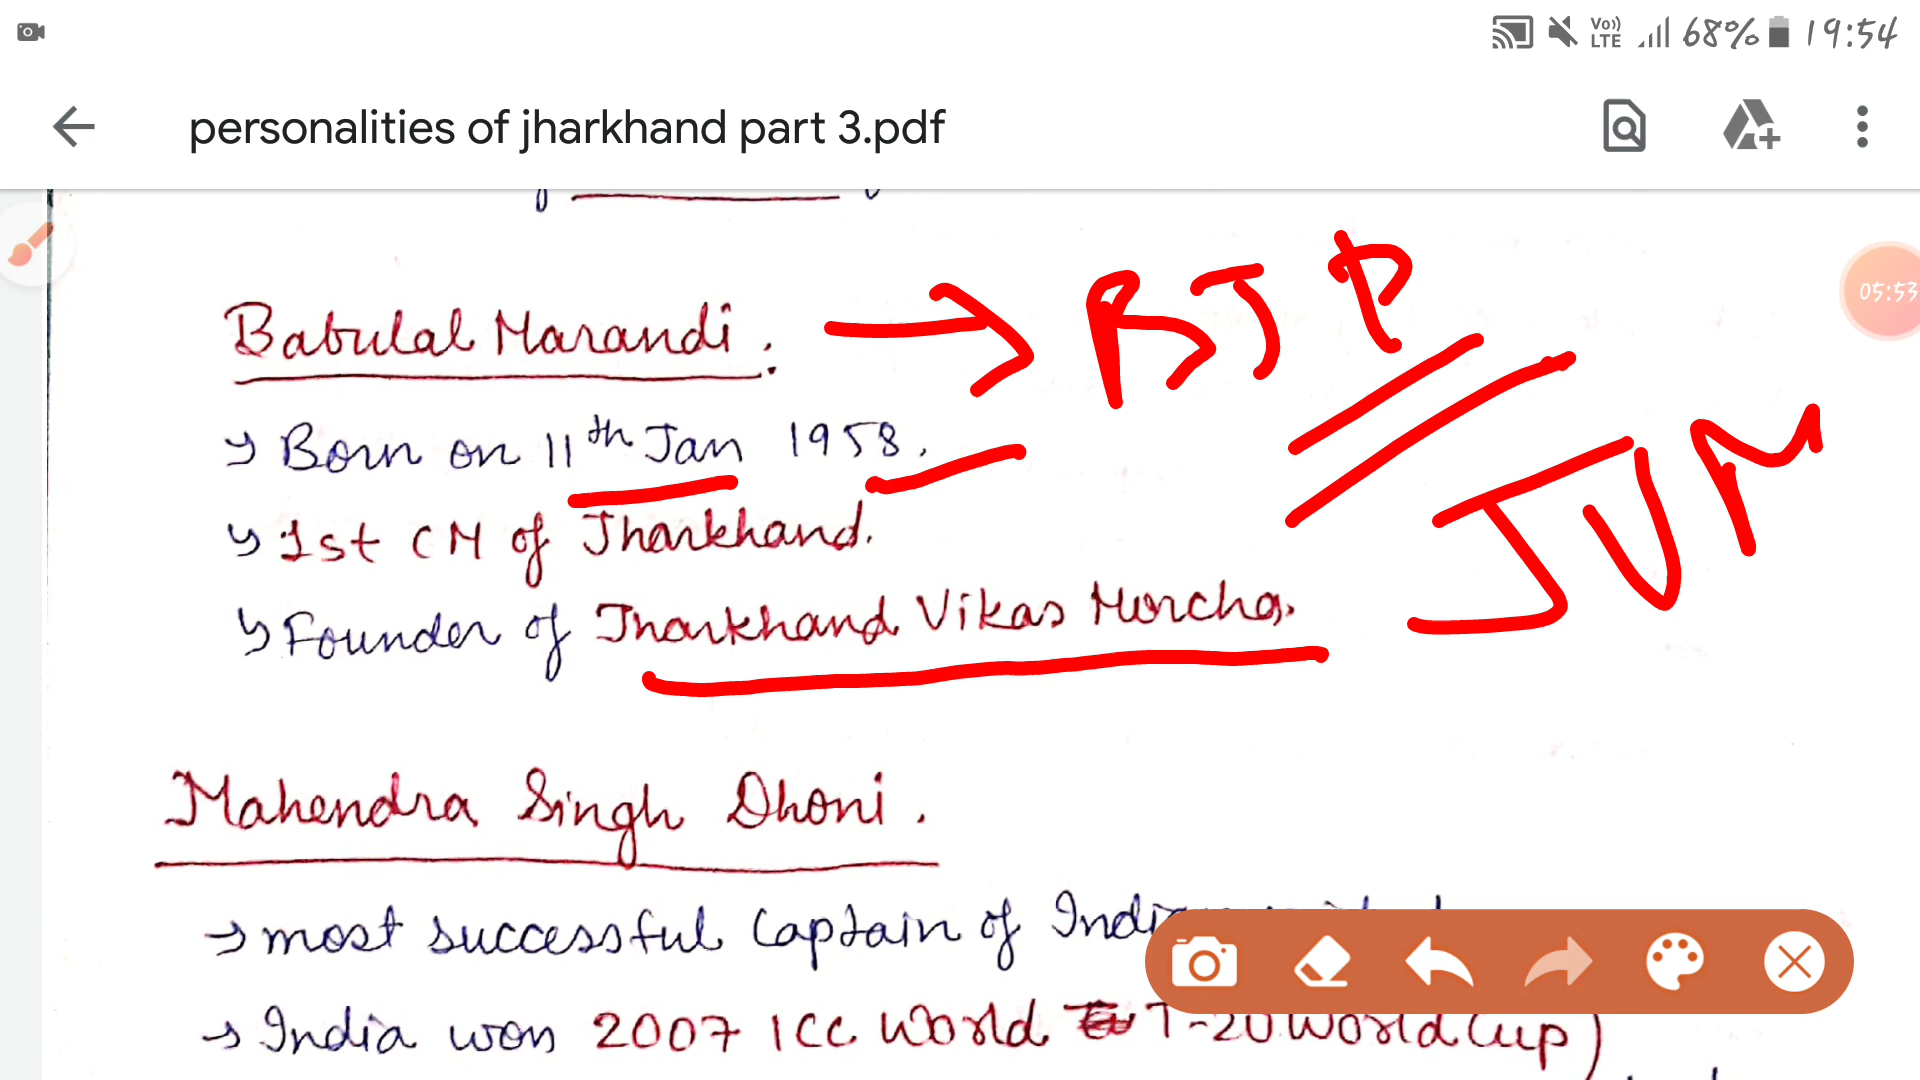 68% 19:54
personalities of jharkhand part 3.pdf
05:53
Babulal Marandi. → BJP
→ Born on 11th Jan 1958.
JVM
→ 1st CM of Jharkhand.
→ Founder of Jharkhand Vikas Morcha.
Mahendra Singh Dhoni.
→ most successful Captain of
→ India won 2007 ICC World T-20 World Cup)